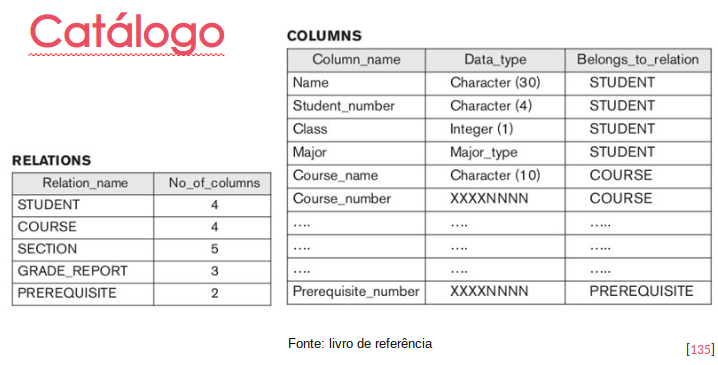 Catálogo
RELATIONS
Relation_name No_of_columns
STUDENT 4
COURSE 4
SECTION 5
GRADE_REPORT 3
PREREQUISITE 2
COLUMNS
Column_name Data_type Belongs_to_relation
Name Character (30) STUDENT
Student_number Character (4) STUDENT
Class Integer (1) STUDENT
Major Major_type STUDENT
Course_name Character (10) COURSE
Course_number XXXXNNNN COURSE
.... .... .....
.... .... .....
.... .... .....
Prerequisite_number XXXXNNNN PREREQUISITE
Fonte: livro de referência
[135]